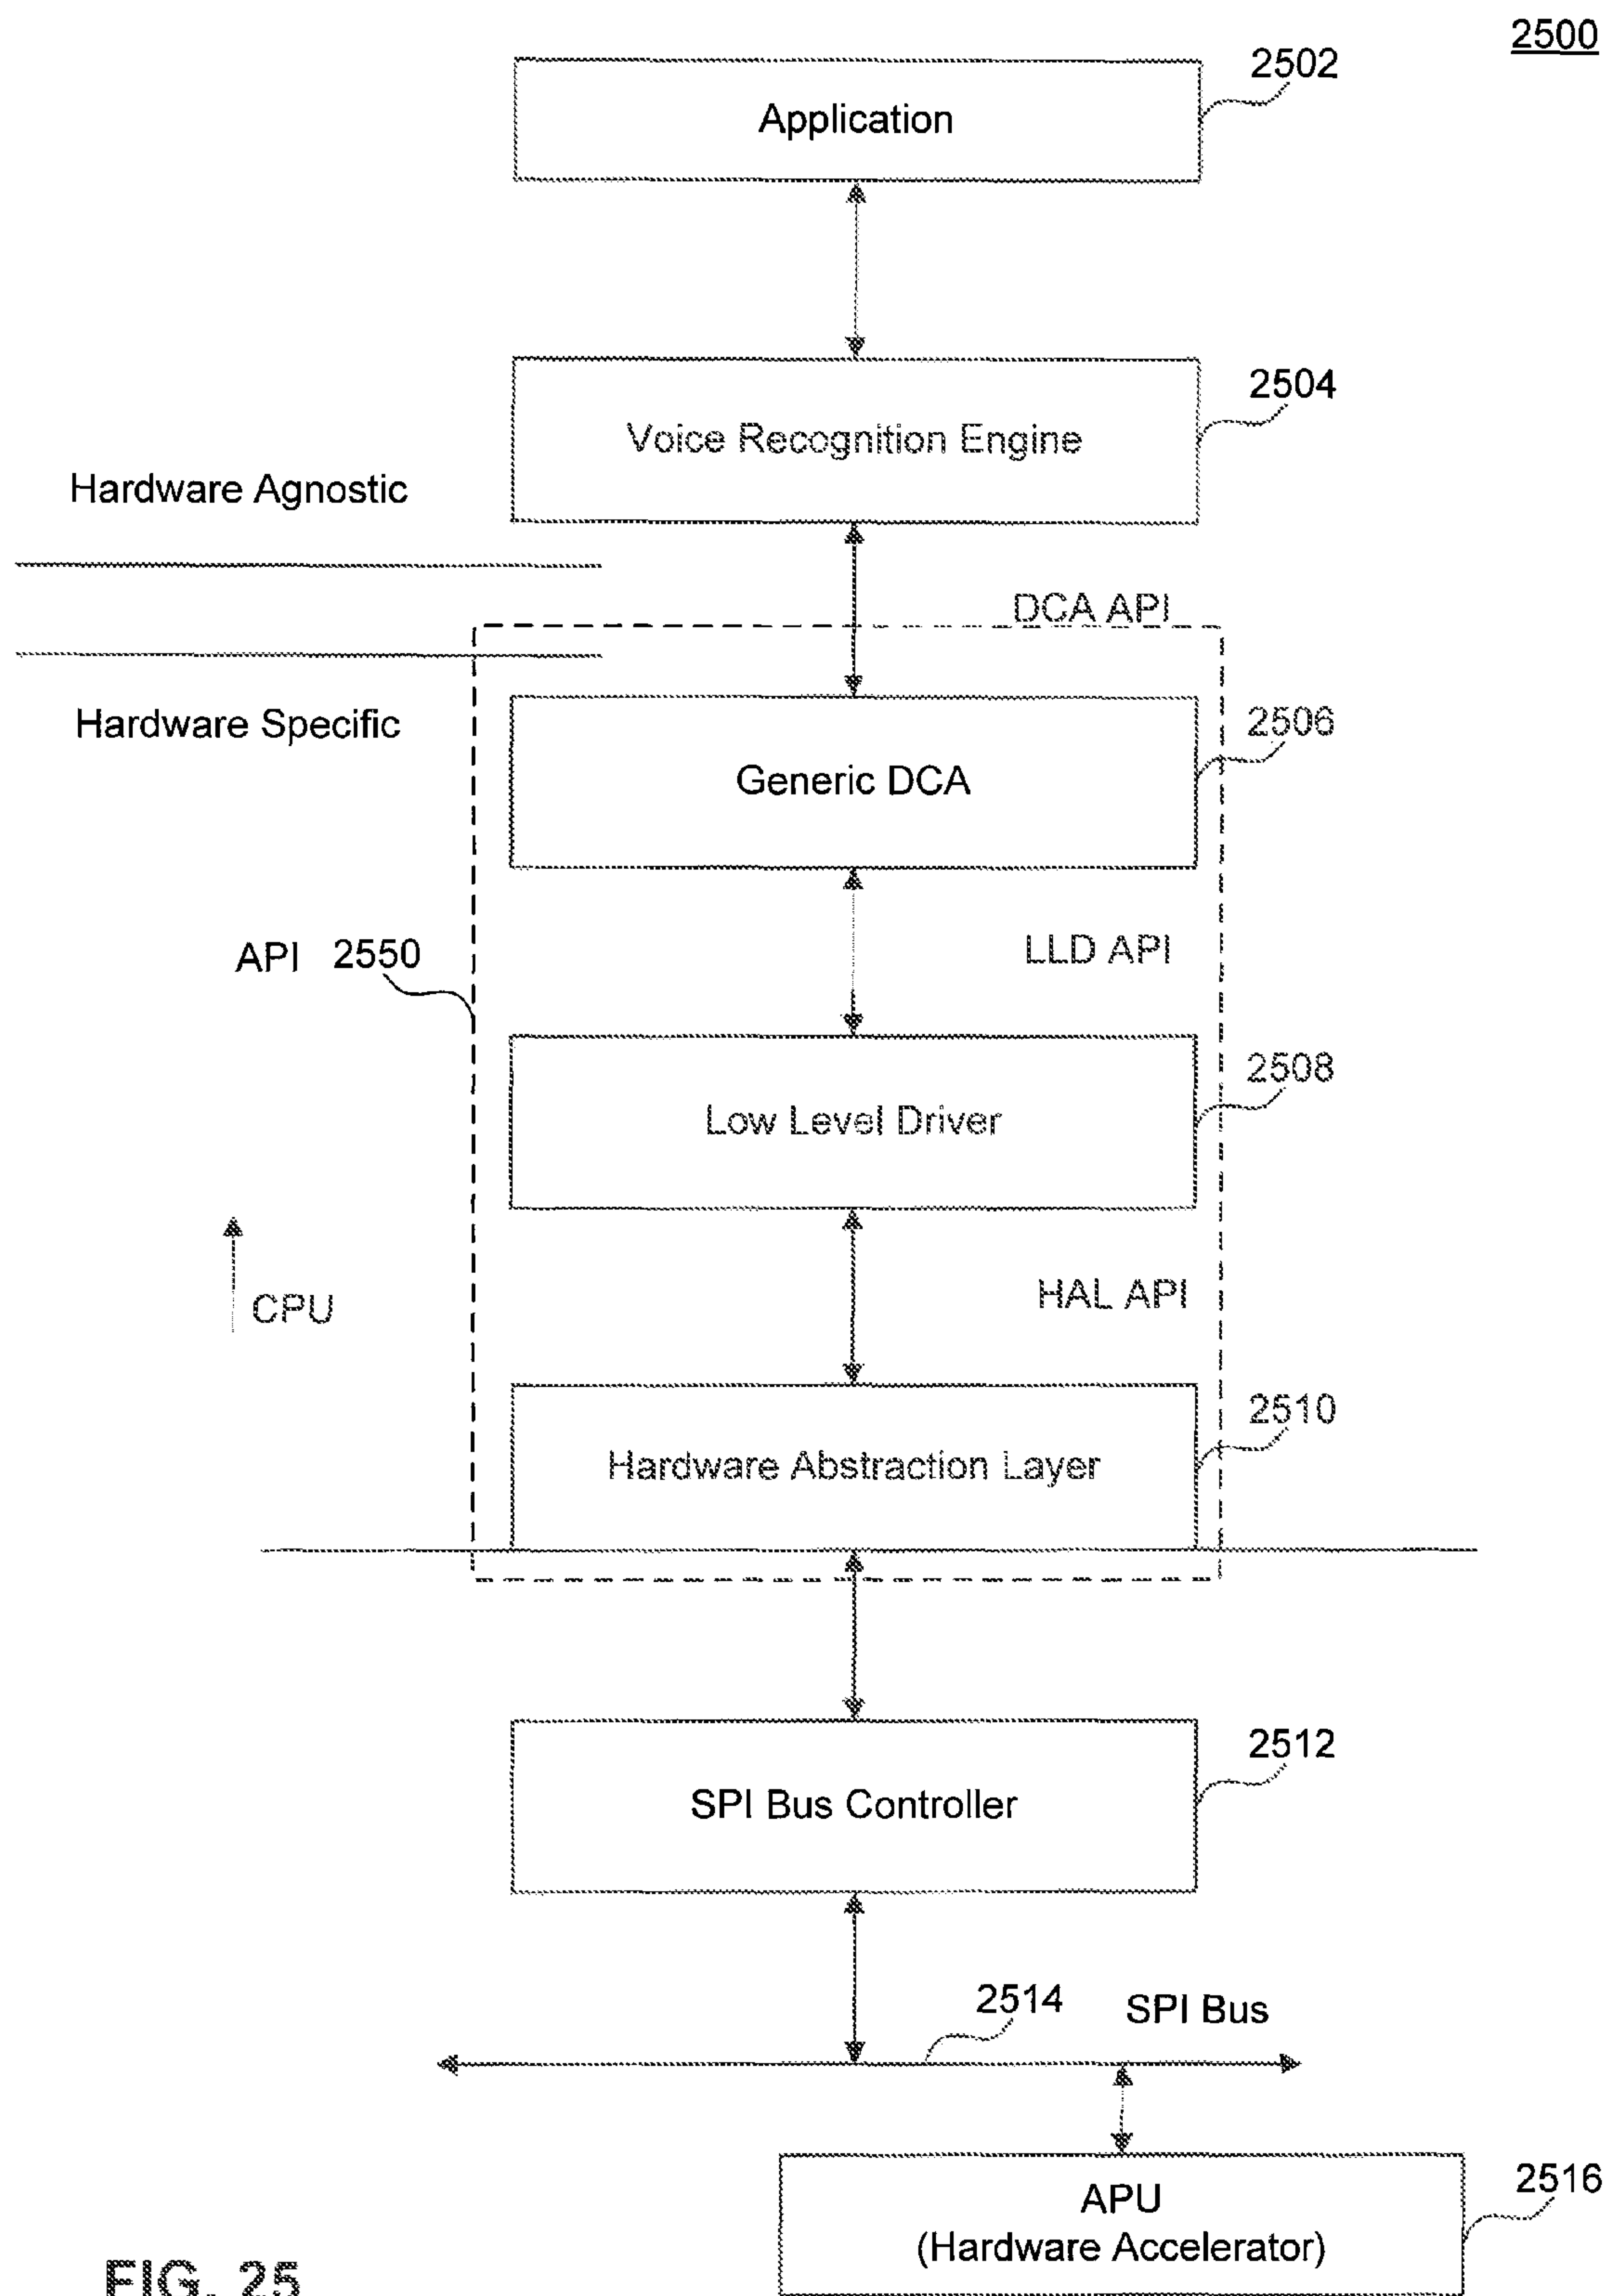 2500
2502
Application
2504
Voice Recognition Engine
Hardware Agnostic
DCA API
Hardware Specific
2506
Generic DCA
API 2550
LLD API
2508
Low Level Driver
CPU
HAL API
2510
Hardware Abstraction Layer
2512
SPI Bus Controller
2514
SPI Bus
2516
APU
(Hardware Accelerator)
FIG. 25